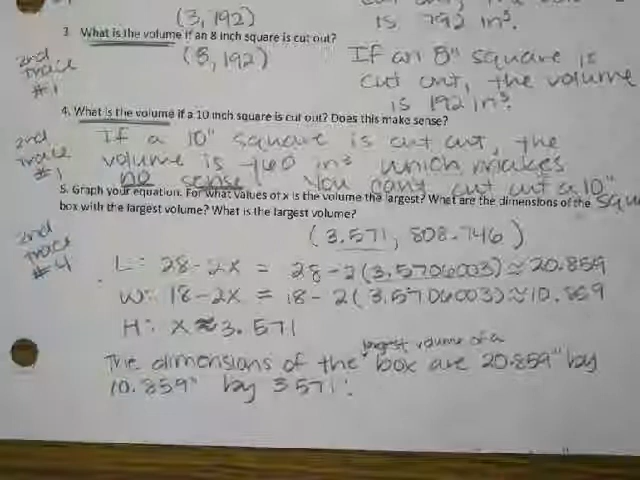 (3,192)
is 792 in³.
3. What is the volume if an 8 inch square is cut out?
2nd trace #1
(8,192)
If an 8" square is
cut out, the volume
is 192 in³.
4. What is the volume if a 10 inch square is cut out? Does this make sense?
2nd trace #1
If a 10" square is cut out, the
volume is in³ which makes
no sense! You can't cut out a 10"
5. Graph your equation. For what values of x is the volume the largest? What are the dimensions of the
box with the largest volume? What is the largest volume?
2nd trace #4
(3.571, 808.746)
L: 28-2x = 28-2(3.5706003)≈20.859
W: 18-2x = 18-2(3.5706003)≈10.859
H: x≈3.571
largest volume of a
The dimensions of the box are 20.859" by
10.859" by 3.571".